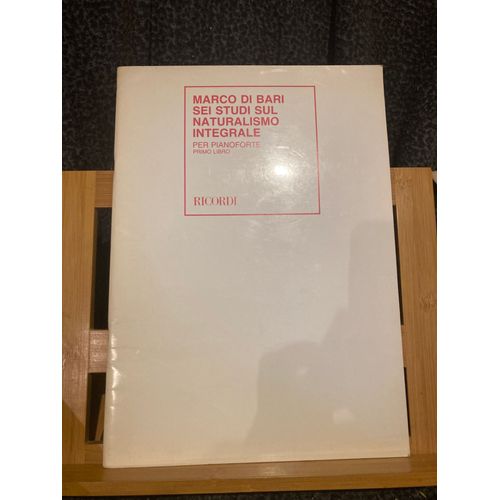 MARCO DI BARI
SEI STUDI SUL
NATURALISMO
INTEGRALE
PER PIANOFORTE
PRIMO LIBRO
RICORDI